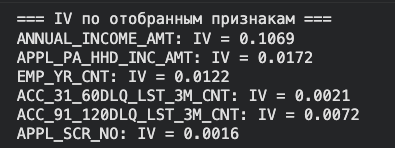 === IV по отобранным признакам ===
ANNUAL_INCOME_AMT: IV = 0.1069
APPL_PA_HHD_INC_AMT: IV = 0.0172
EMP_YR_CNT: IV = 0.0122
ACC_31_60DLQ_LST_3M_CNT: IV = 0.0021
ACC_91_120DLQ_LST_3M_CNT: IV = 0.0072
APPL_SCR_NO: IV = 0.0016